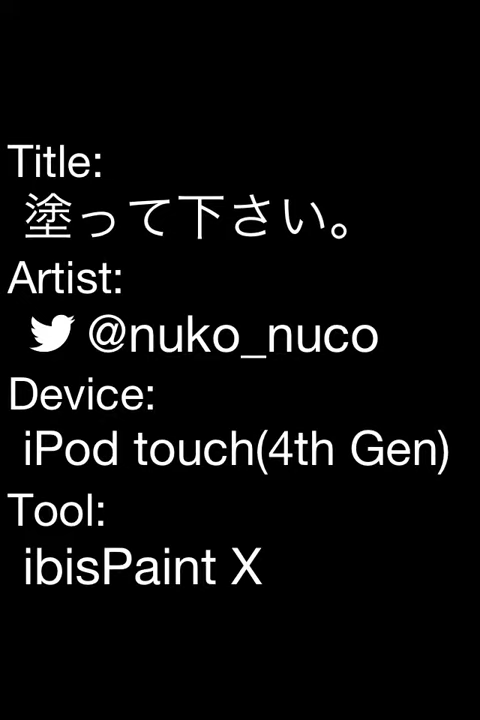 Title:
塗って下さい。
Artist:
@nuko_nuco
Device:
iPod touch(4th Gen)
Tool:
ibisPaint X